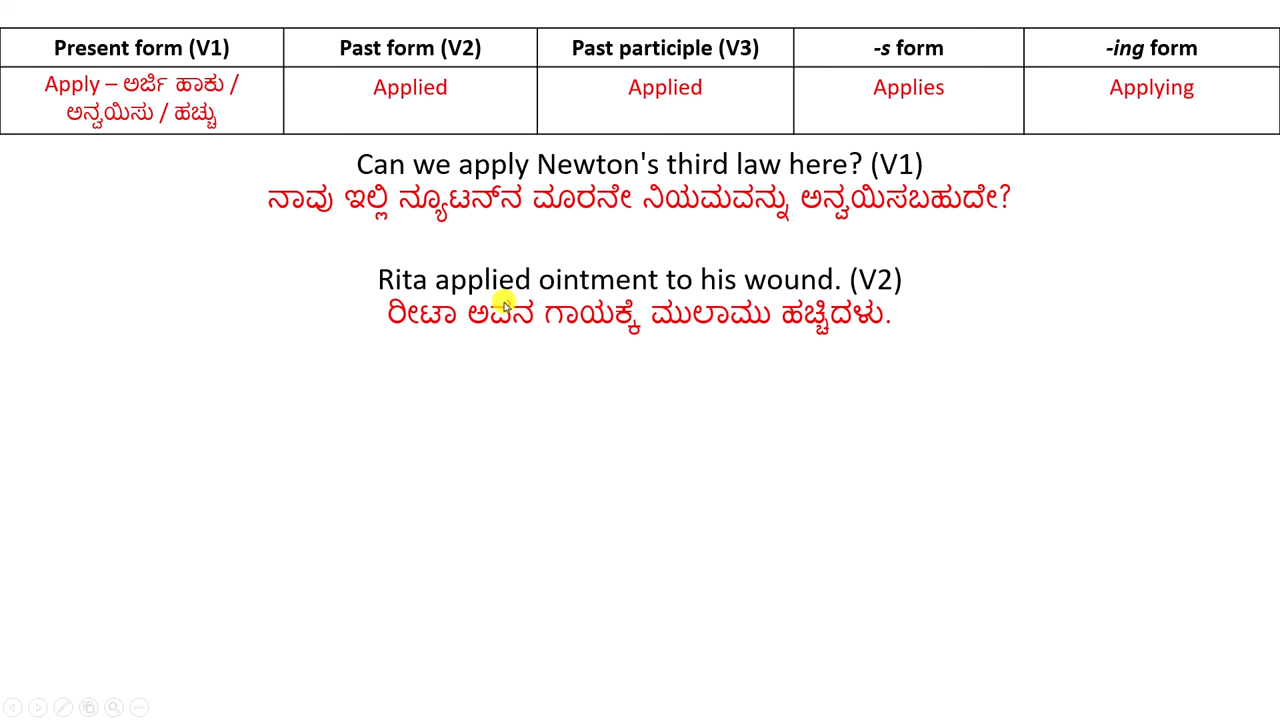 Present form (V1) Past form (V2) Past participle (V3) -s form -ing form
Apply – ಅರ್ಜಿ ಹಾಕು / Applied Applied Applies Applying
ಅನ್ವಯಿಸು / ಹಚ್ಚು
Can we apply Newton's third law here? (V1)
ನಾವು ಇಲ್ಲಿ ನ್ಯೂಟನ್‌ನ ಮೂರನೇ ನಿಯಮವನ್ನು ಅನ್ವಯಿಸಬಹುದೇ?
Rita applied ointment to his wound. (V2)
ರೀಟಾ ಅವನ ಗಾಯಕ್ಕೆ ಮುಲಾಮು ಹಚ್ಚಿದಳು.